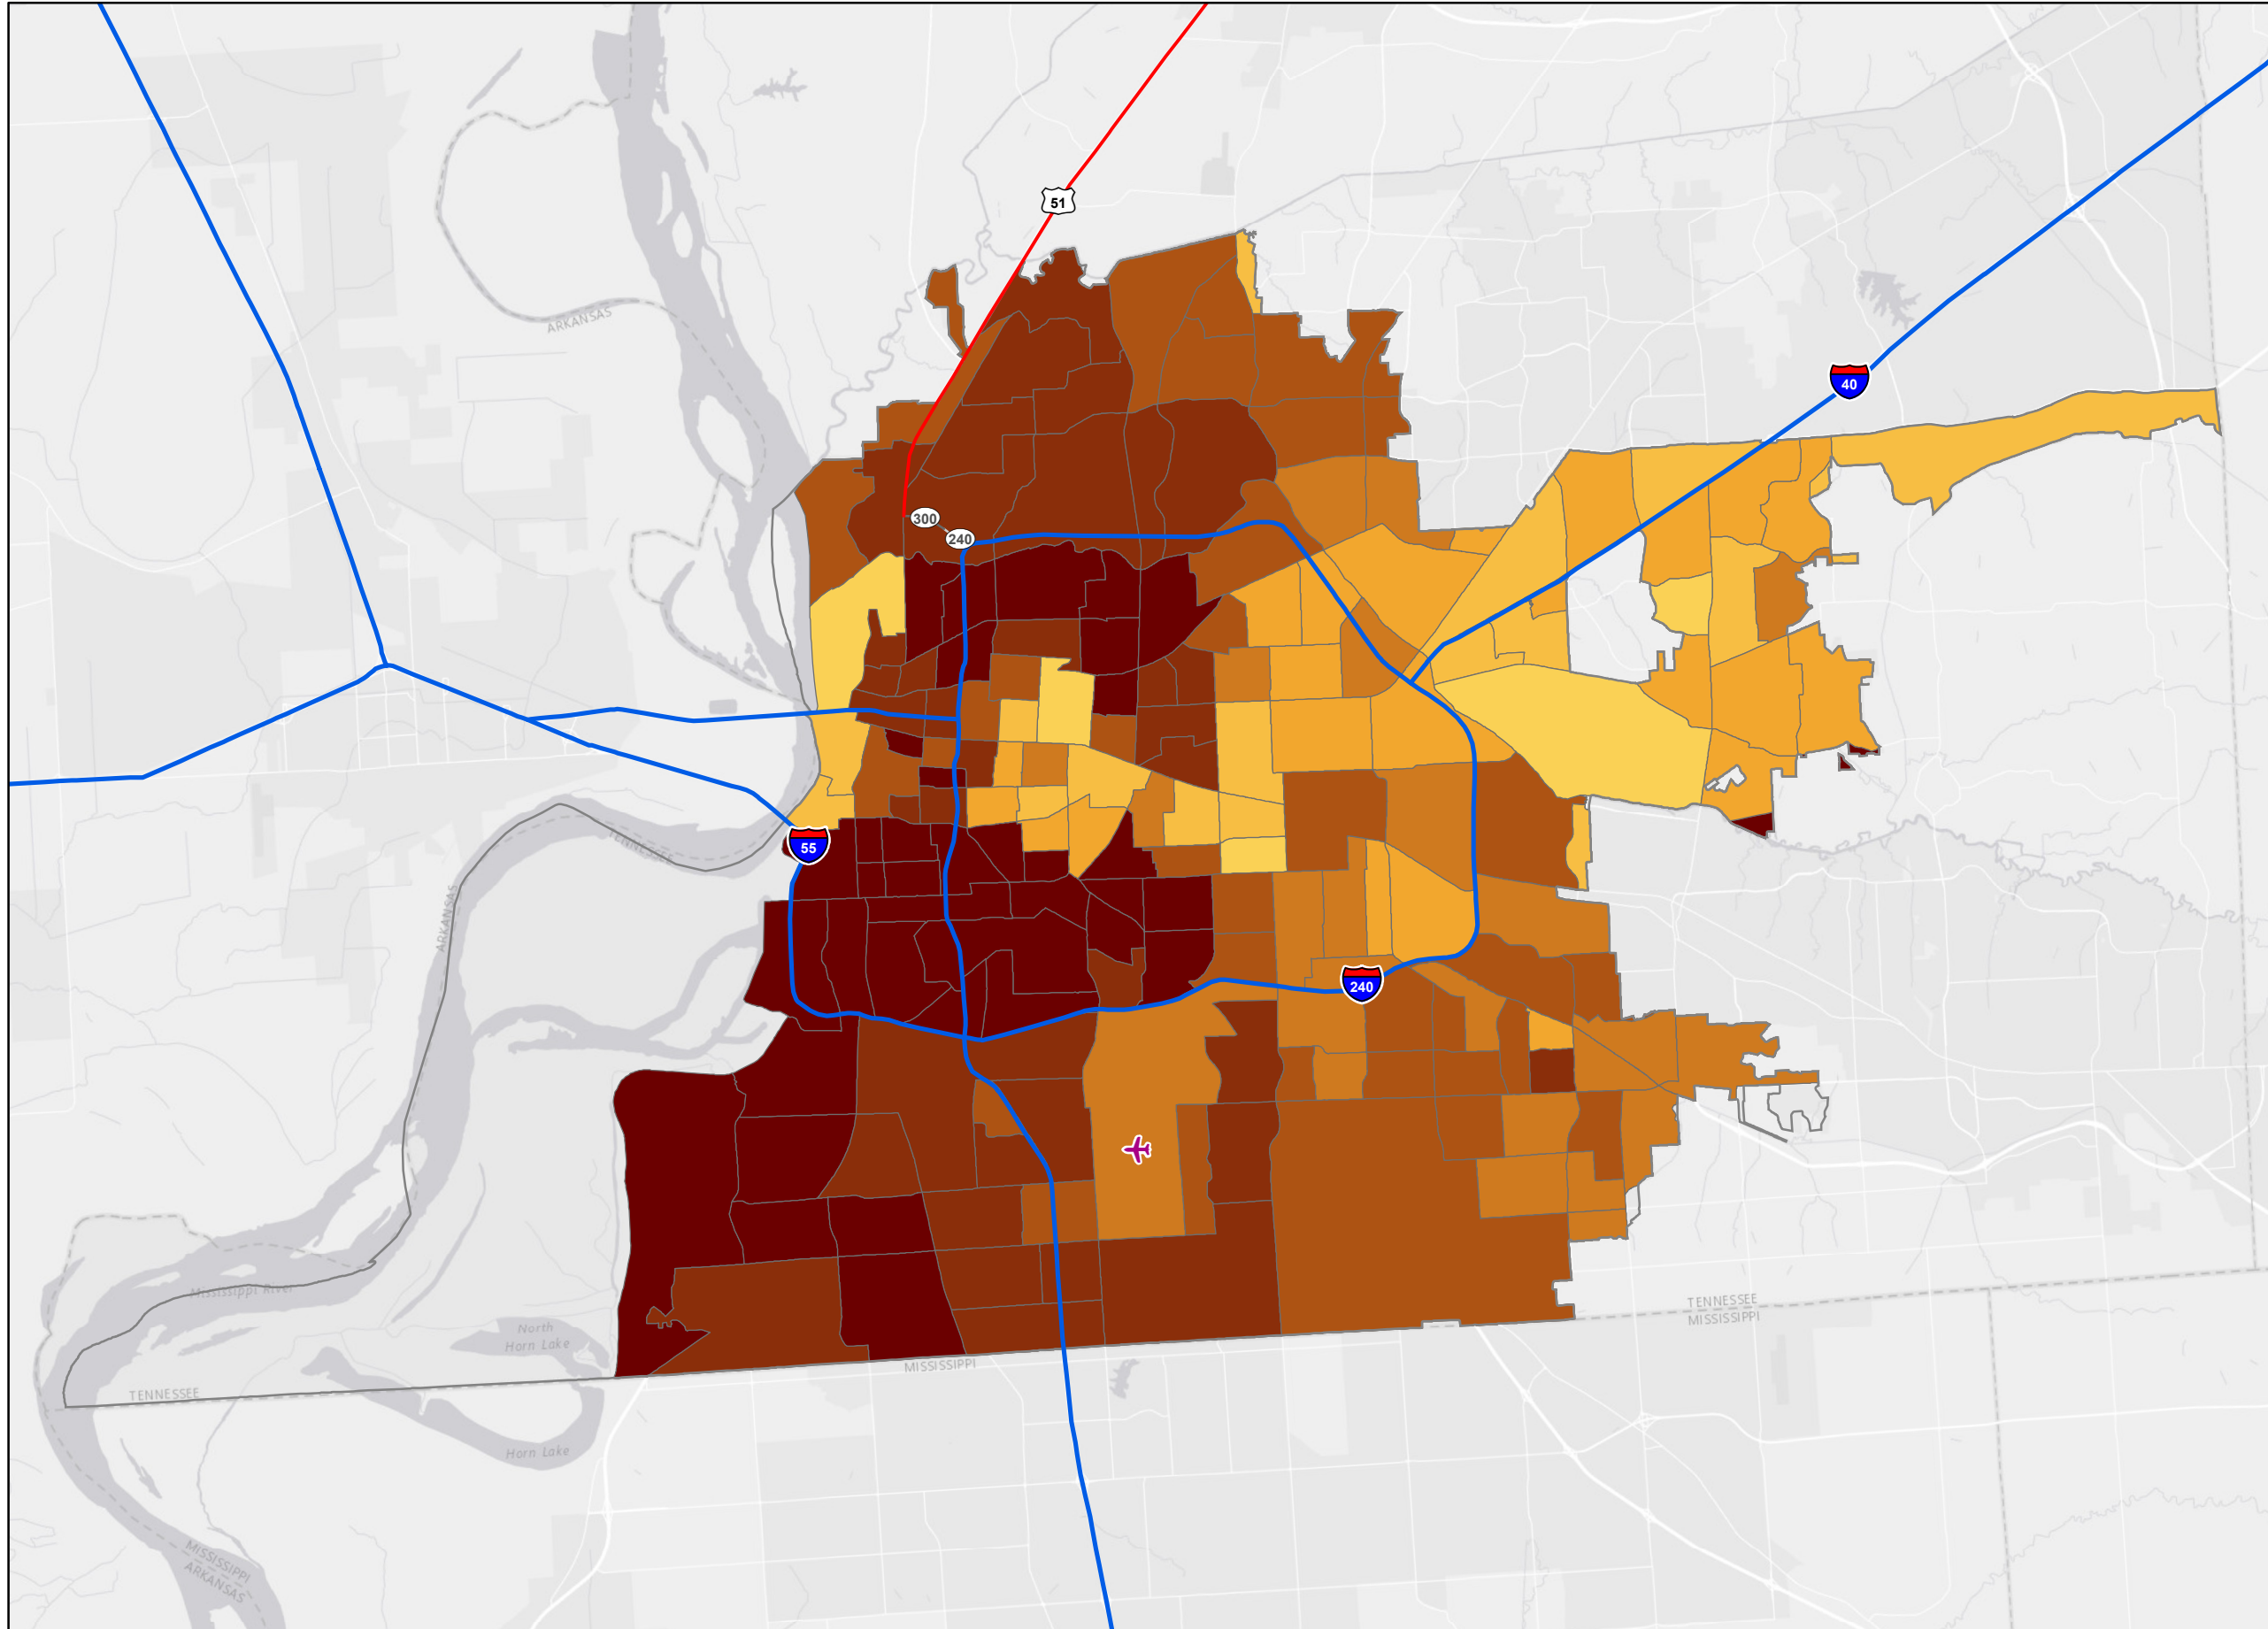 51
ARKANSAS
40
300
240
55
TENNESSEE
ARKANSAS
240
Mississippi River
TENNESSEE
MISSISSIPPI
North
Horn Lake
MISSISSIPPI
TENNESSEE
Horn Lake
MISSISSIPPI
ARKANSAS